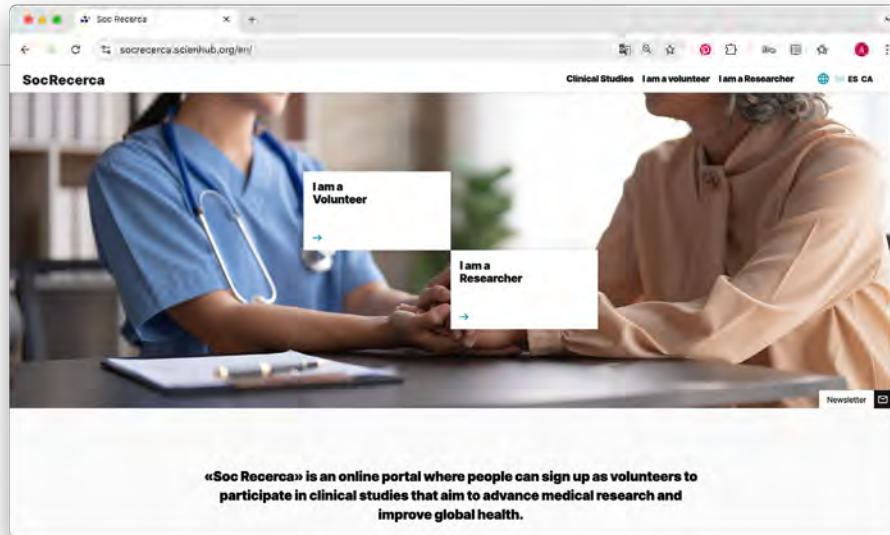 Soc Recerca
socrecerca.scienhub.org/en/
SocRecerca
Clinical Studies I am a volunteer I am a Researcher EN ES CA
I am a
Volunteer
I am a
Researcher
Newsletter
«Soc Recerca» is an online portal where people can sign up as volunteers to
participate in clinical studies that aim to advance medical research and
improve global health.